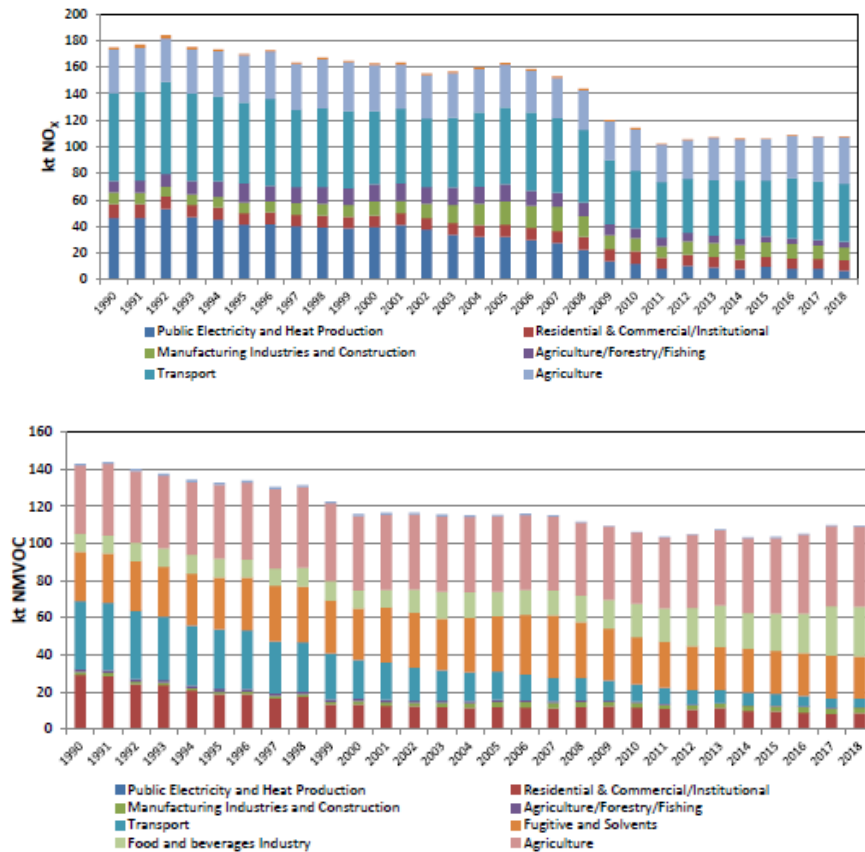 200
180
160
140
120
100
80
60
40
20
0
kt NOx
1990 1991 1992 1993 1994 1995 1996 1997 1998 1999 2000 2001 2002 2003 2004 2005 2006 2007 2008 2009 2010 2011 2012 2013 2014 2015 2016 2017 2018
Public Electricity and Heat Production Residential & Commercial/Institutional
Manufacturing Industries and Construction Agriculture/Forestry/Fishing
Transport Agriculture
160
140
120
100
80
60
40
20
0
kt NMVOC
1990 1991 1992 1993 1994 1995 1996 1997 1998 1999 2000 2001 2002 2003 2004 2005 2006 2007 2008 2009 2010 2011 2012 2013 2014 2015 2016 2017 2018
Public Electricity and Heat Production Residential & Commercial/Institutional
Manufacturing Industries and Construction Agriculture/Forestry/Fishing
Transport Fugitive and Solvents
Food and beverages Industry Agriculture